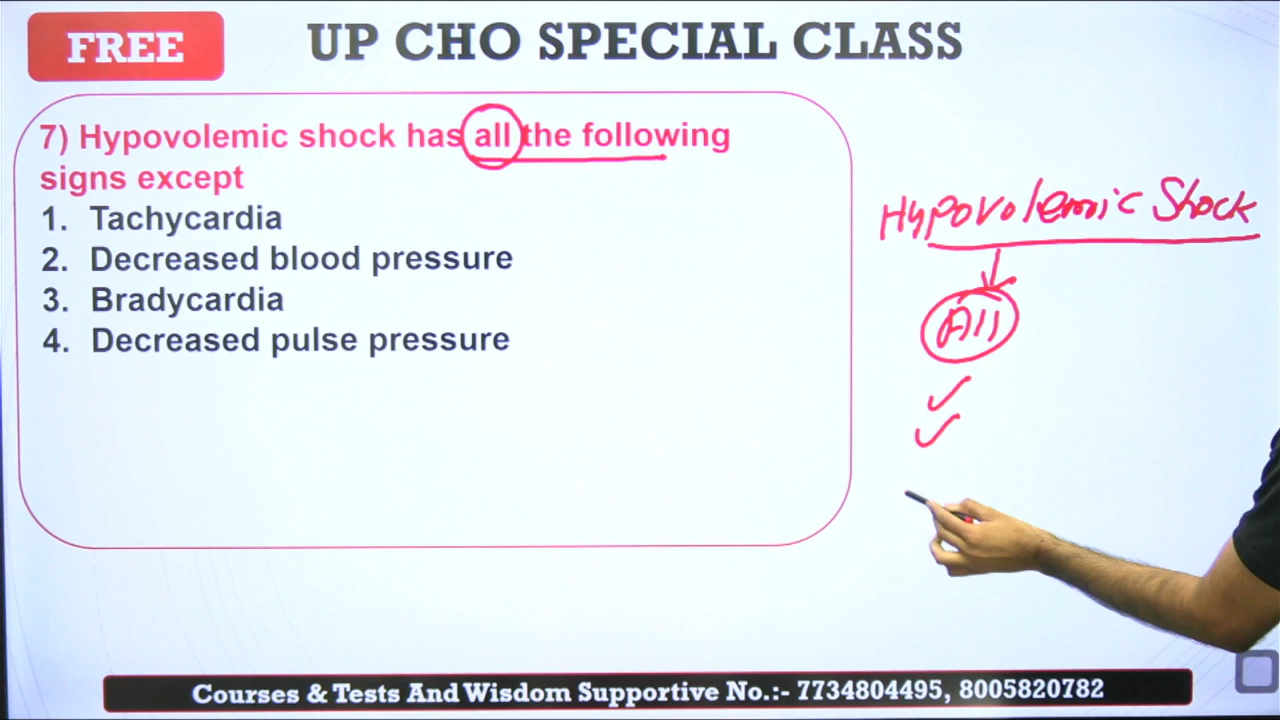 FREE
UP CHO SPECIAL CLASS
7) Hypovolemic shock has all the following
signs except
1. Tachycardia
2. Decreased blood pressure
3. Bradycardia
4. Decreased pulse pressure
Hypovolemic Shock
All
Courses & Tests And Wisdom Supportive No.:- 7734804495, 8005820782